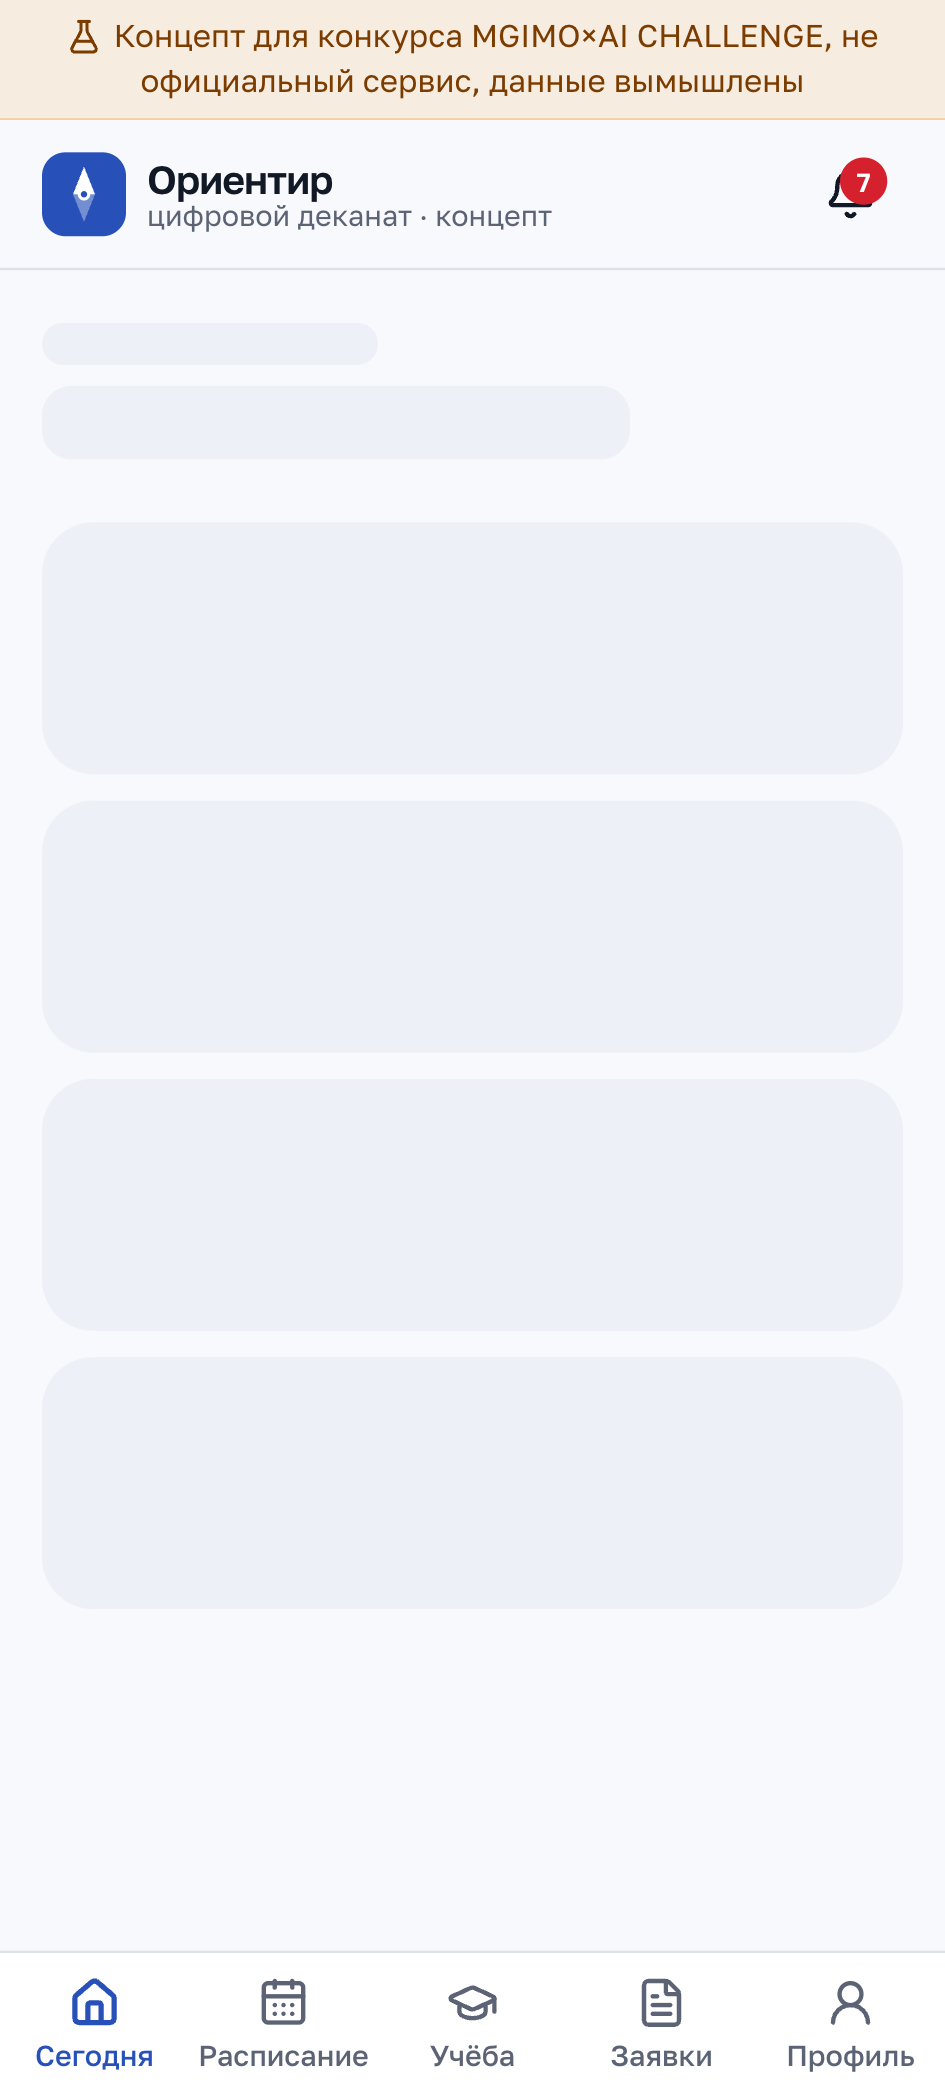 Концепт для конкурса MGIMO×AI CHALLENGE, не
официальный сервис, данные вымышлены
Ориентир
цифровой деканат · концепт
7
Сегодня
Расписание
Учёба
Заявки
Профиль